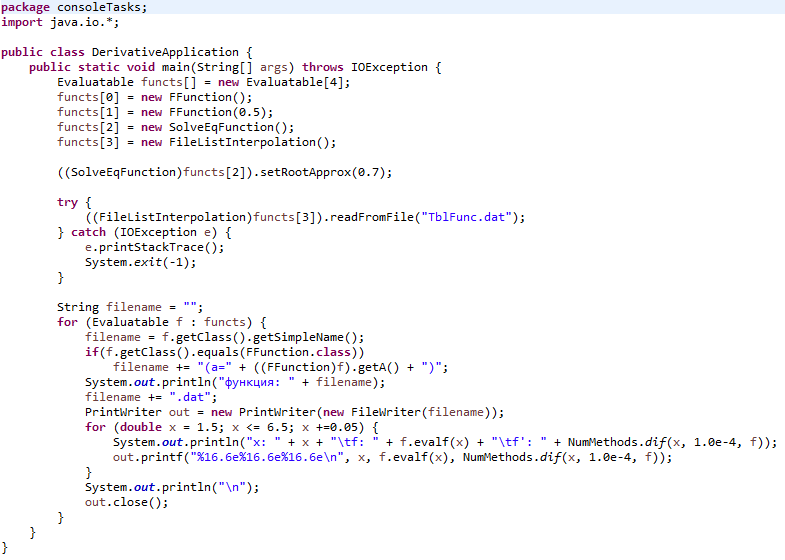 package consoleTasks;
import java.io.*;

public class DerivativeApplication {
    public static void main(String[] args) throws IOException {
        Evaluatable functs[] = new Evaluatable[4];
        functs[0] = new FFunction();
        functs[1] = new FFunction(0.5);
        functs[2] = new SolveEqFunction();
        functs[3] = new FileListInterpolation();

        ((SolveEqFunction)functs[2]).setRootApprox(0.7);

        try {
            ((FileListInterpolation)functs[3]).readFromFile("TblFunc.dat");
        } catch (IOException e) {
            e.printStackTrace();
            System.exit(-1);
        }

        String filename = "";
        for (Evaluatable f : functs) {
            filename = f.getClass().getSimpleName();
            if(f.getClass().equals(FFunction.class))
                filename += "(a=" + ((FFunction)f).getA() + ")";
            System.out.println("функция: " + filename);
            filename += ".dat";
            PrintWriter out = new PrintWriter(new FileWriter(filename));
            for (double x = 1.5; x <= 6.5; x +=0.05) {
                System.out.println("x: " + x + "\tf: " + f.evalf(x) + "\tf': " + NumMethods.dif(x, 1.0e-4, f));
                out.printf("%16.6e%16.6e%16.6e\n", x, f.evalf(x), NumMethods.dif(x, 1.0e-4, f));
            }
            System.out.println("\n");
            out.close();
        }
    }
}